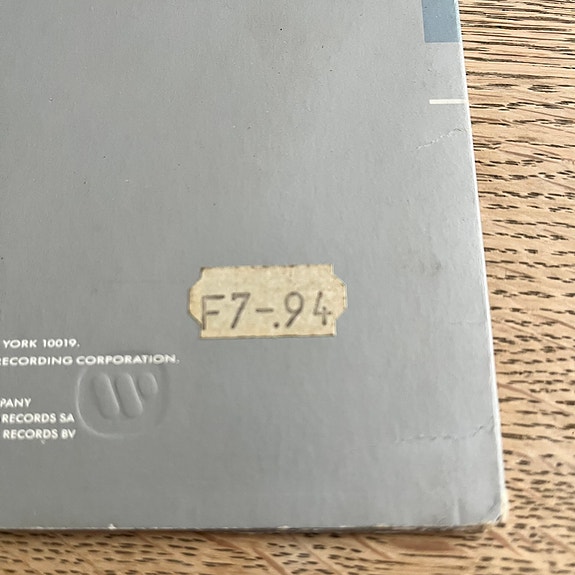 F7-.94
YORK 10019.
RECORDING CORPORATION.
PANY
RECORDS SA
RECORDS BV